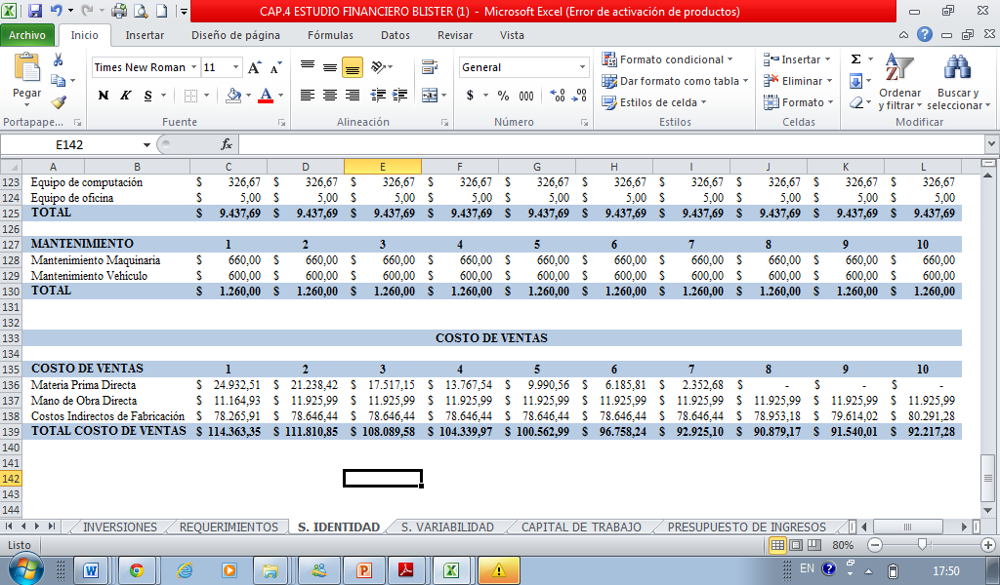 CAP.4 ESTUDIO FINANCIERO BLISTER (1) - Microsoft Excel (Error de activación de productos)
Archivo Inicio Insertar Diseño de página Fórmulas Datos Revisar Vista
Pegar
Times New Roman 11 A A
N K S A
General
$ % 000
Formato condicional
Dar formato como tabla
Estilos de celda
Insertar
Eliminar
Formato
Σ
Ordenar y filtrar
Buscar y seleccionar
Portapape... Fuente Alineación Número Estilos Celdas Modificar
E142 fx
A B C D E F G H I J K L
123 Equipo de computación $ 326,67 $ 326,67 $ 326,67 $ 326,67 $ 326,67 $ 326,67 $ 326,67 $ 326,67 $ 326,67 $ 326,67
124 Equipo de oficina $ 5,00 $ 5,00 $ 5,00 $ 5,00 $ 5,00 $ 5,00 $ 5,00 $ 5,00 $ 5,00 $ 5,00
125 TOTAL $ 9.437,69 $ 9.437,69 $ 9.437,69 $ 9.437,69 $ 9.437,69 $ 9.437,69 $ 9.437,69 $ 9.437,69 $ 9.437,69 $ 9.437,69
126
127 MANTENIMIENTO 1 2 3 4 5 6 7 8 9 10
128 Mantenimiento Maquinaria $ 660,00 $ 660,00 $ 660,00 $ 660,00 $ 660,00 $ 660,00 $ 660,00 $ 660,00 $ 660,00 $ 660,00
129 Mantenimiento Vehículo $ 600,00 $ 600,00 $ 600,00 $ 600,00 $ 600,00 $ 600,00 $ 600,00 $ 600,00 $ 600,00 $ 600,00
130 TOTAL $ 1.260,00 $ 1.260,00 $ 1.260,00 $ 1.260,00 $ 1.260,00 $ 1.260,00 $ 1.260,00 $ 1.260,00 $ 1.260,00 $ 1.260,00
131
132
133 COSTO DE VENTAS
134
135 COSTO DE VENTAS 1 2 3 4 5 6 7 8 9 10
136 Materia Prima Directa $ 24.932,51 $ 21.238,42 $ 17.517,15 $ 13.767,54 $ 9.990,56 $ 6.185,81 $ 2.352,68 $ - $ - $ -
137 Mano de Obra Directa $ 11.164,93 $ 11.925,99 $ 11.925,99 $ 11.925,99 $ 11.925,99 $ 11.925,99 $ 11.925,99 $ 11.925,99 $ 11.925,99 $ 11.925,99
138 Costos Indirectos de Fabricación $ 78.265,91 $ 78.646,44 $ 78.646,44 $ 78.646,44 $ 78.646,44 $ 78.646,44 $ 78.646,44 $ 78.953,18 $ 79.614,02 $ 80.291,28
139 TOTAL COSTO DE VENTAS $ 114.363,35 $ 111.810,85 $ 108.089,58 $ 104.339,97 $ 100.562,99 $ 96.758,24 $ 92.925,10 $ 90.879,17 $ 91.540,01 $ 92.217,28
140
141
142
143
144
INVERSIONES REQUERIMIENTOS S. IDENTIDAD S. VARIABILIDAD CAPITAL DE TRABAJO PRESUPUESTO DE INGRESOS
Listo 80%
EN 17:50